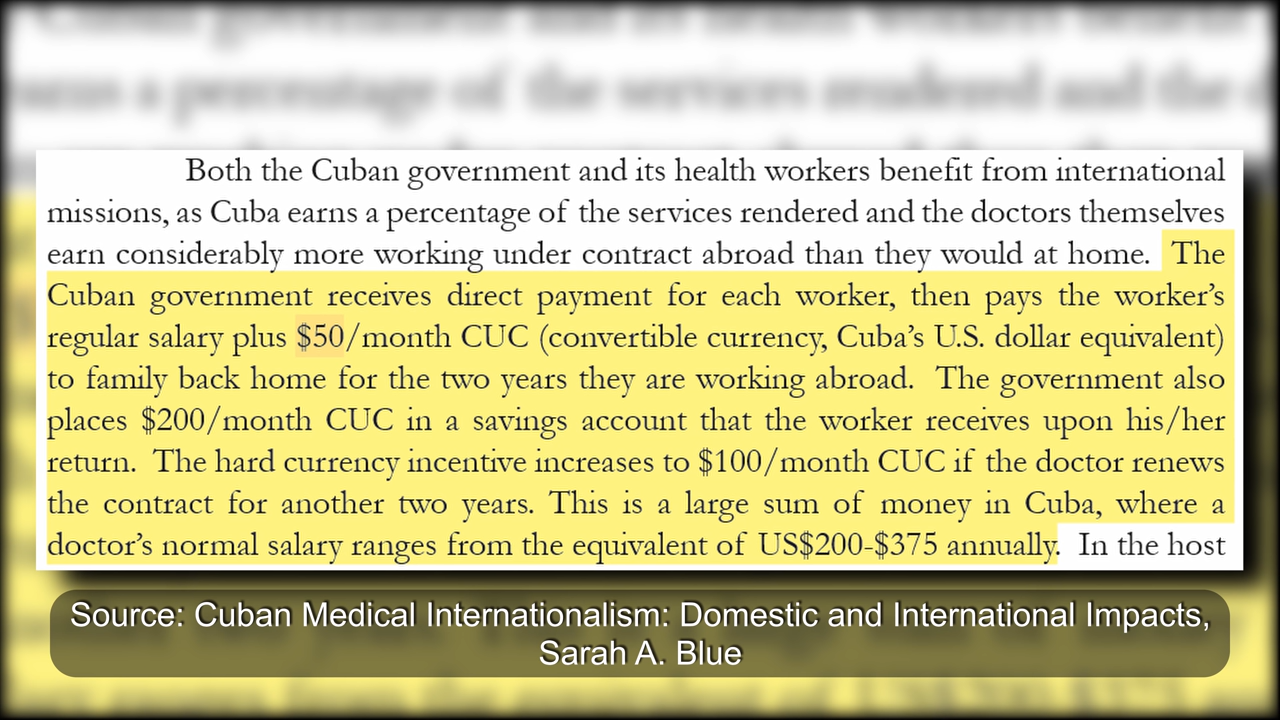 Both the Cuban government and its health workers benefit from international
missions, as Cuba earns a percentage of the services rendered and the doctors themselves
earn considerably more working under contract abroad than they would at home. The
Cuban government receives direct payment for each worker, then pays the worker’s
regular salary plus $50/month CUC (convertible currency, Cuba’s U.S. dollar equivalent)
to family back home for the two years they are working abroad. The government also
places $200/month CUC in a savings account that the worker receives upon his/her
return. The hard currency incentive increases to $100/month CUC if the doctor renews
the contract for another two years. This is a large sum of money in Cuba, where a
doctor’s normal salary ranges from the equivalent of US$200-$375 annually. In the host
Source: Cuban Medical Internationalism: Domestic and International Impacts,
Sarah A. Blue